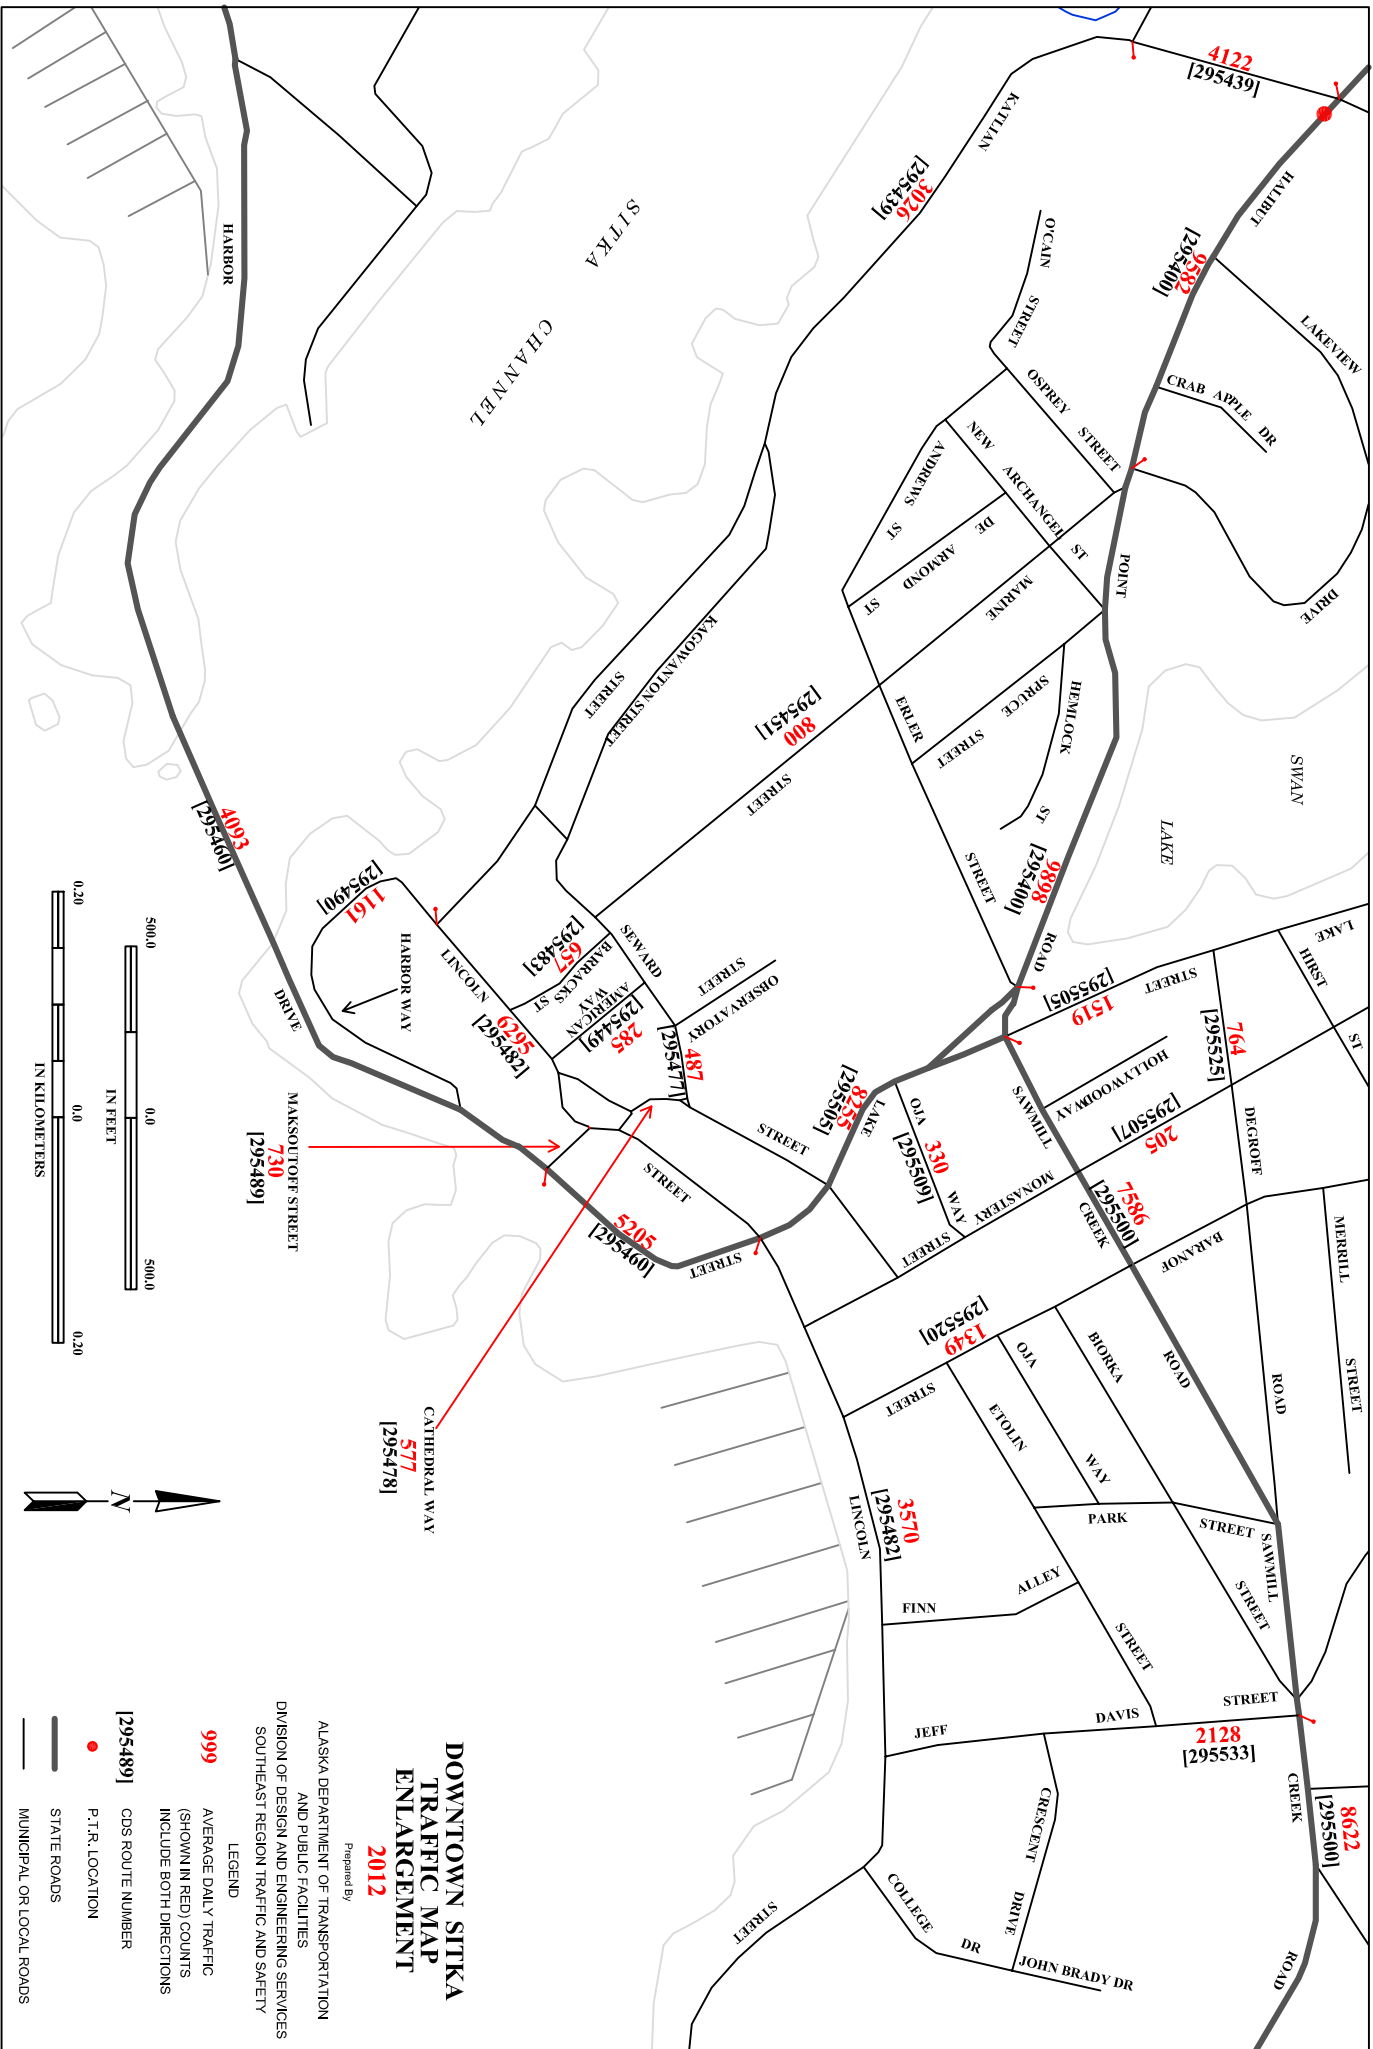 DOWNTOWN SITKA
TRAFFIC MAP
ENLARGEMENT
2012
Prepared By
ALASKA DEPARTMENT OF TRANSPORTATION
AND PUBLIC FACILITIES
DIVISION OF DESIGN AND ENGINEERING SERVICES
SOUTHEAST REGION TRAFFIC AND SAFETY
LEGEND
999
AVERAGE DAILY TRAFFIC
(SHOWN IN RED) COUNTS
INCLUDE BOTH DIRECTIONS
[295489]
CDS ROUTE NUMBER
P.T.R. LOCATION
STATE ROADS
MUNICIPAL OR LOCAL ROADS
4122
[295439]
KATLIAN
3026
[295439]
STREET
HALIBUT
9582
[295400]
POINT
9898
[295400]
ROAD
LAKEVIEW
DRIVE
CRAB APPLE DR
O'CAIN
STREET
OSPREY
STREET
NEW
ARCHANGEL
ST
ANDREWS
ST
DE
ARMOND
ST
MARINE
800
[295451]
STREET
SPRUCE
STREET
HEMLOCK
ST
ERLER
STREET
SWAN
LAKE
SITKA
CHANNEL
HARBOR
4093
[295460]
DRIVE
KAGOWANTON STREET
1161
[295490]
HARBOR WAY
LINCOLN
6295
[295482]
STREET
657
[295483]
BARRACKS
ST
AMERICAN
WAY
285
[295449]
SEWARD
487
[295477]
STREET
OBSERVATORY
STREET
LAKE
STREET
1519
[295505]
LAKE
8255
[295505]
STREET
HIRST
ST
764
[295525]
DEGROFF
ROAD
HOLLYWOODWAY
205
[295507]
MONASTERY
STREET
OJA
330
[295509]
WAY
SAWMILL
CREEK
7586
[295500]
ROAD
BARANOF
1349
[295520]
STREET
MERRILL
STREET
BIORKA
STREET
OJA
WAY
ETOLIN
STREET
PARK
STREET
SAWMILL
CREEK
8622
[295500]
ROAD
5205
[295460]
MAKSOUTOFF STREET
730
[295489]
CATHEDRAL WAY
577
[295478]
3570
[295482]
LINCOLN
STREET
FINN
ALLEY
JEFF
DAVIS
STREET
2128
[295533]
CRESCENT
DRIVE
COLLEGE
DR
JOHN BRADY DR
500.0
0.0
500.0
IN FEET
0.20
0.0
0.20
IN KILOMETERS
N